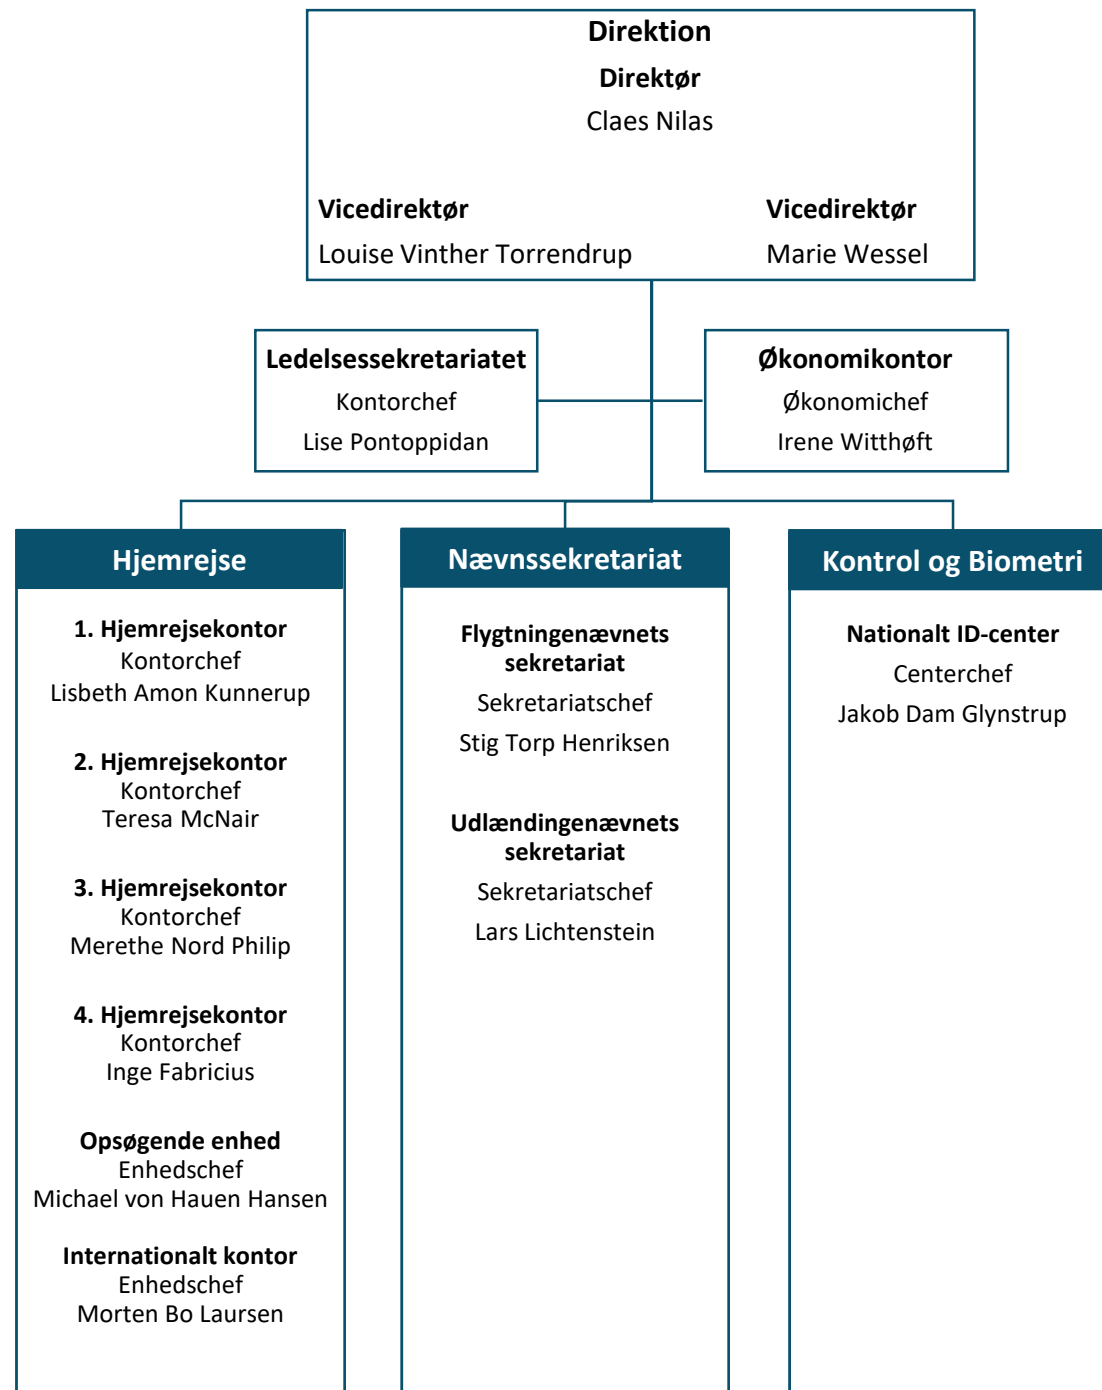 Direktion
Direktør
Claes Nilas
Vicedirektør
Louise Vinther Torrendrup
Vicedirektør
Marie Wessel
Ledelsessekretariatet
Kontorchef
Lise Pontoppidan
Økonomikontor
Økonomichef
Irene Witthøft
Hjemrejse
1. Hjemrejsekontor
Kontorchef
Lisbeth Amon Kunnerup
2. Hjemrejsekontor
Kontorchef
Teresa McNair
3. Hjemrejsekontor
Kontorchef
Merethe Nord Philip
4. Hjemrejsekontor
Kontorchef
Inge Fabricius
Opsøgende enhed
Enhedschef
Michael von Hauen Hansen
Internationalt kontor
Enhedschef
Morten Bo Laursen
Nævnssekretariat
Flygtningenævnets
sekretariat
Sekretariatschef
Stig Torp Henriksen
Udlændingenævnets
sekretariat
Sekretariatschef
Lars Lichtenstein
Kontrol og Biometri
Nationalt ID-center
Centerchef
Jakob Dam Glynstrup